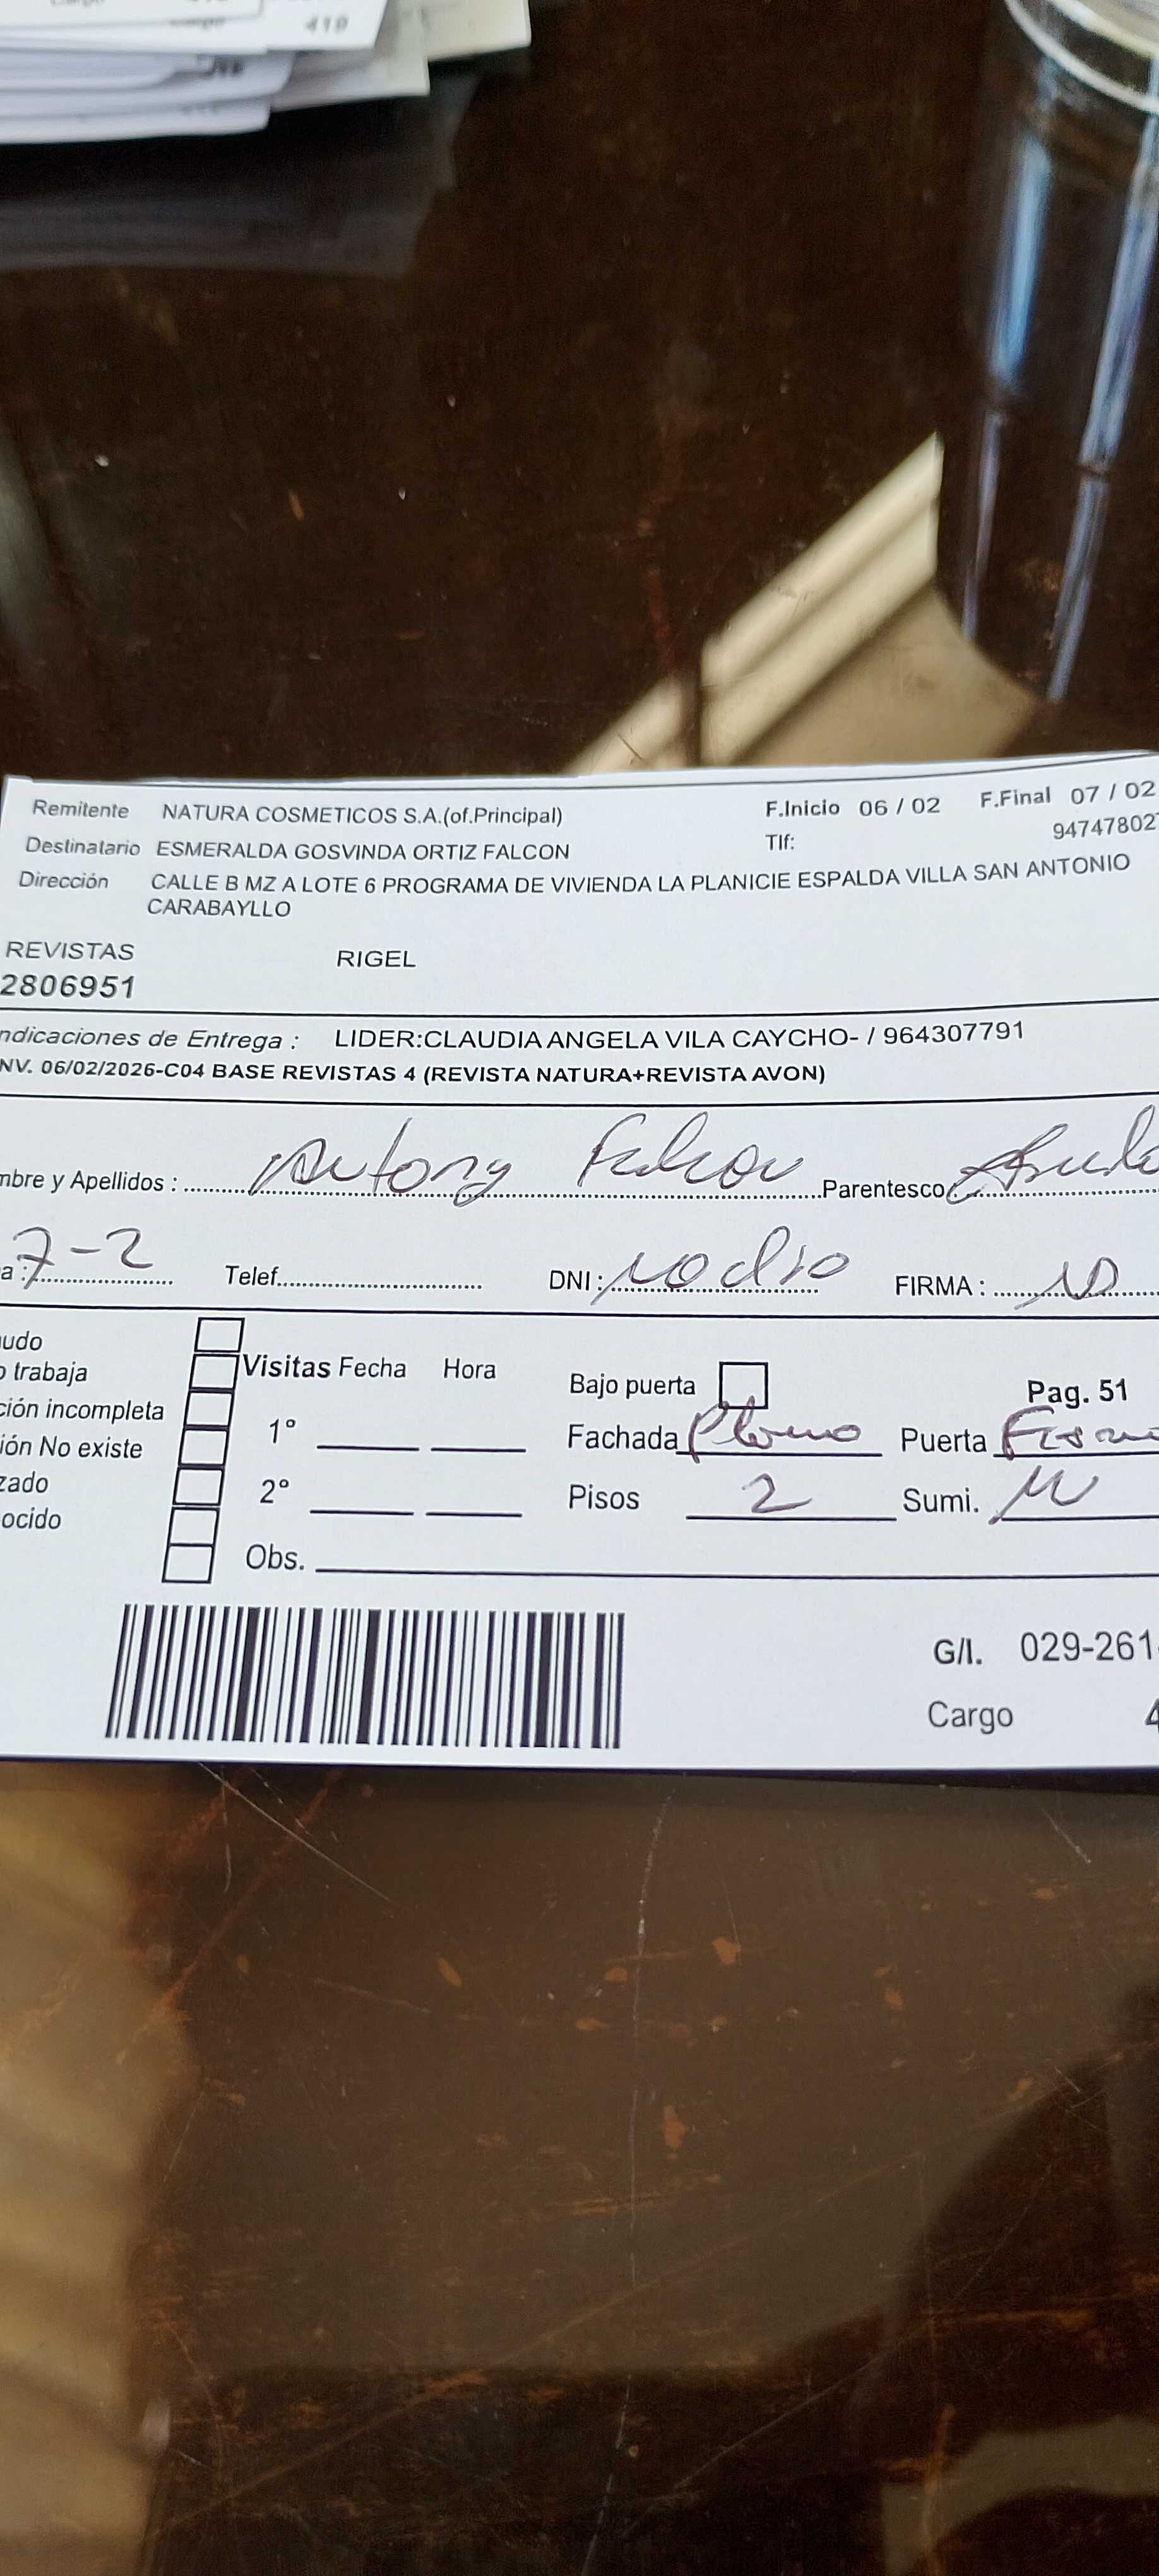 419
Remitente NATURA COSMETICOS S.A.(of.Principal) F.Inicio 06 / 02 F.Final 07 / 02
Destinatario ESMERALDA GOSVINDA ORTIZ FALCON Tlf: 94747802
Dirección CALLE B MZ A LOTE 6 PROGRAMA DE VIVIENDA LA PLANICIE ESPALDA VILLA SAN ANTONIO
CARABAYLLO
REVISTAS RIGEL
2806951
ndicaciones de Entrega : LIDER:CLAUDIA ANGELA VILA CAYCHO- / 964307791
NV. 06/02/2026-C04 BASE REVISTAS 4 (REVISTA NATURA+REVISTA AVON)
mbre y Apellidos : Antony Falcon Parentesco
a : 7-2 Telef. DNI : no dio FIRMA :
udo
o trabaja Visitas Fecha Hora Bajo puerta Pag. 51
ción incompleta 1° Fachada Plomo Puerta
ión No existe
zado 2° Pisos 2 Sumi.
ocido
Obs.
G/I. 029-261
Cargo 4